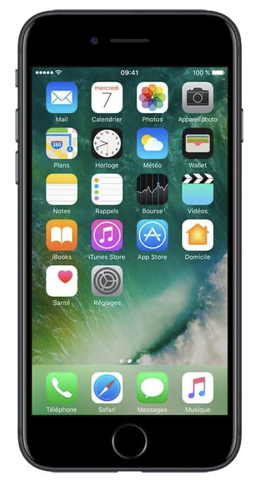 09:41 100 %
mercredi
7
280
Mail Calendrier Photos Appareil photo
Plans Horloge Météo Wallet
Notes Rappels Bourse Vidéos
iBooks iTunes Store App Store Domicile
Santé Réglages
Téléphone Safari Messages Musique